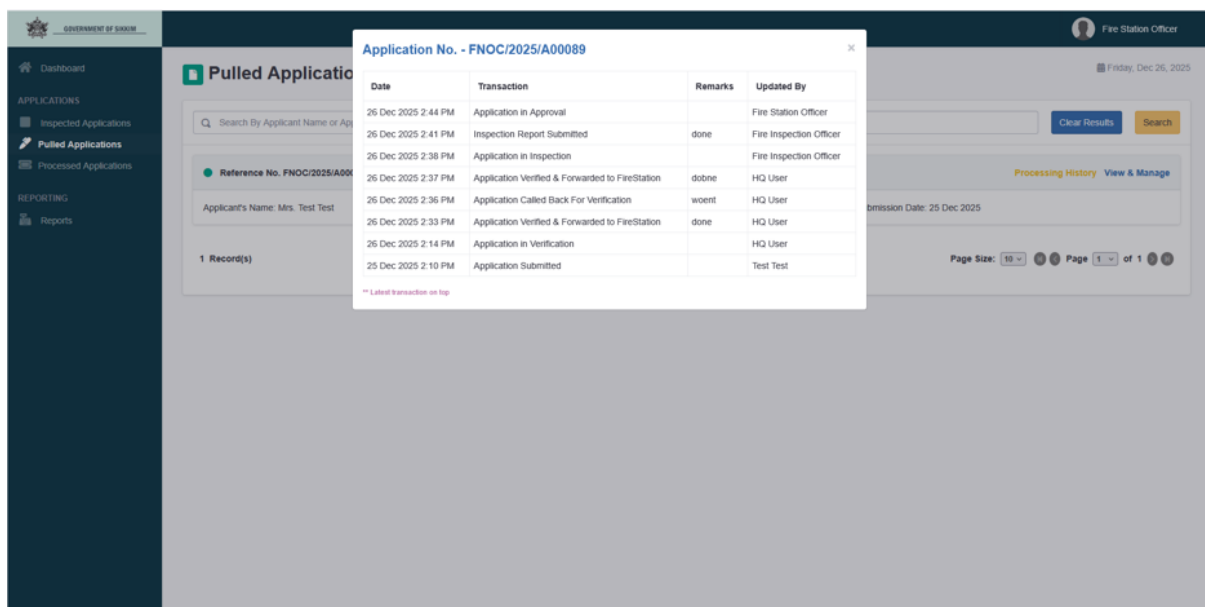 GOVERNMENT OF SIKKIM
Fire Station Officer
Dashboard
APPLICATIONS
Inspected Applications
Pulled Applications
Processed Applications
REPORTING
Reports
Pulled Applicatio
Friday, Dec 26, 2025
Search By Applicant Name or Ap
Clear Results
Search
Reference No. FNOC/2025/A00
Processing History View & Manage
Applicant's Name: Mrs. Test Test
bmission Date: 25 Dec 2025
1 Record(s)
Page Size: 10 Page 1 of 1
Application No. - FNOC/2025/A00089 ×
Date Transaction Remarks Updated By
26 Dec 2025 2:44 PM Application in Approval Fire Station Officer
26 Dec 2025 2:41 PM Inspection Report Submitted done Fire Inspection Officer
26 Dec 2025 2:38 PM Application in Inspection Fire Inspection Officer
26 Dec 2025 2:37 PM Application Verified & Forwarded to FireStation dobne HQ User
26 Dec 2025 2:36 PM Application Called Back For Verification woent HQ User
26 Dec 2025 2:33 PM Application Verified & Forwarded to FireStation done HQ User
26 Dec 2025 2:14 PM Application in Verification HQ User
25 Dec 2025 2:10 PM Application Submitted Test Test
** Latest transaction on top